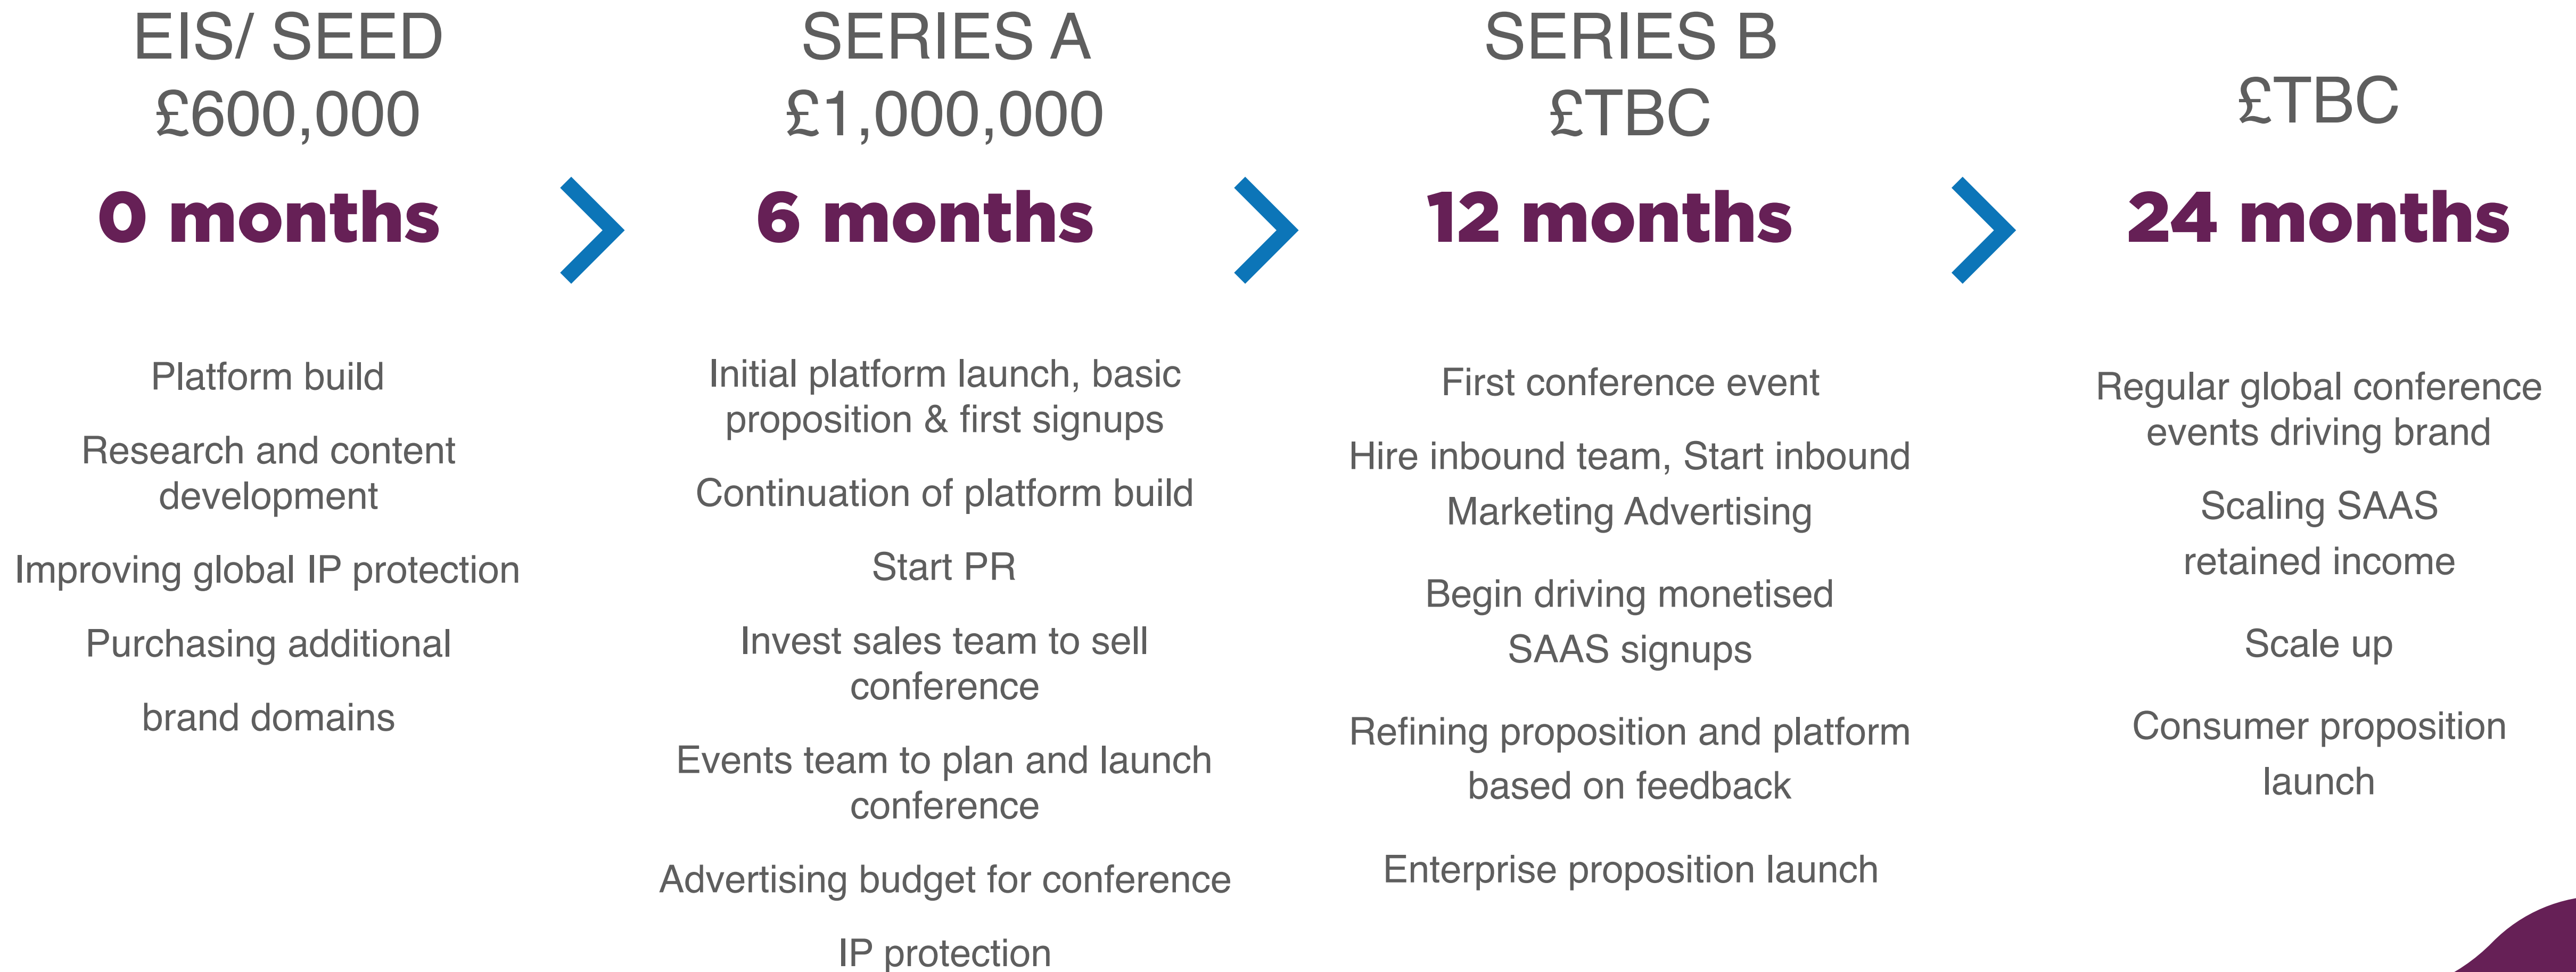 EIS/ SEED
£600,000
0 months
Platform build
Research and content
development
Improving global IP protection
Purchasing additional
brand domains
SERIES A
£1,000,000
6 months
Initial platform launch, basic
proposition & first signups
Continuation of platform build
Start PR
Invest sales team to sell
conference
Events team to plan and launch
conference
Advertising budget for conference
IP protection
SERIES B
£TBC
12 months
First conference event
Hire inbound team, Start inbound
Marketing Advertising
Begin driving monetised
SAAS signups
Refining proposition and platform
based on feedback
Enterprise proposition launch
£TBC
24 months
Regular global conference
events driving brand
Scaling SAAS
retained income
Scale up
Consumer proposition
launch